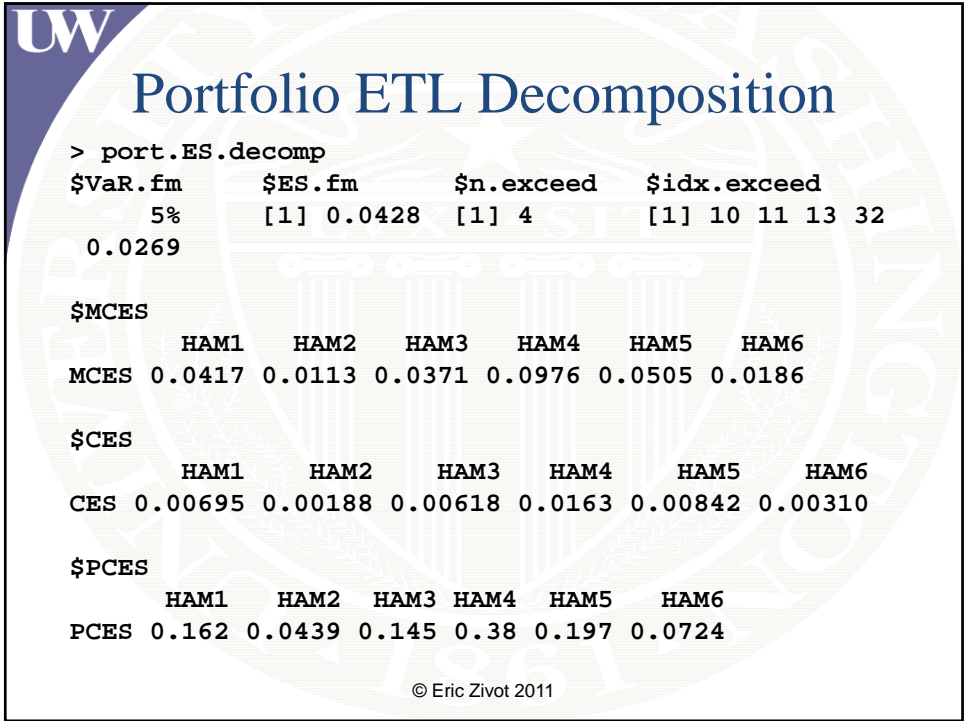 UW
Portfolio ETL Decomposition
> port.ES.decomp
$VaR.fm $ES.fm $n.exceed $idx.exceed
5% [1] 0.0428 [1] 4 [1] 10 11 13 32
0.0269
$MCES
HAM1 HAM2 HAM3 HAM4 HAM5 HAM6
MCES 0.0417 0.0113 0.0371 0.0976 0.0505 0.0186
$CES
HAM1 HAM2 HAM3 HAM4 HAM5 HAM6
CES 0.00695 0.00188 0.00618 0.0163 0.00842 0.00310
$PCES
HAM1 HAM2 HAM3 HAM4 HAM5 HAM6
PCES 0.162 0.0439 0.145 0.38 0.197 0.0724
© Eric Zivot 2011